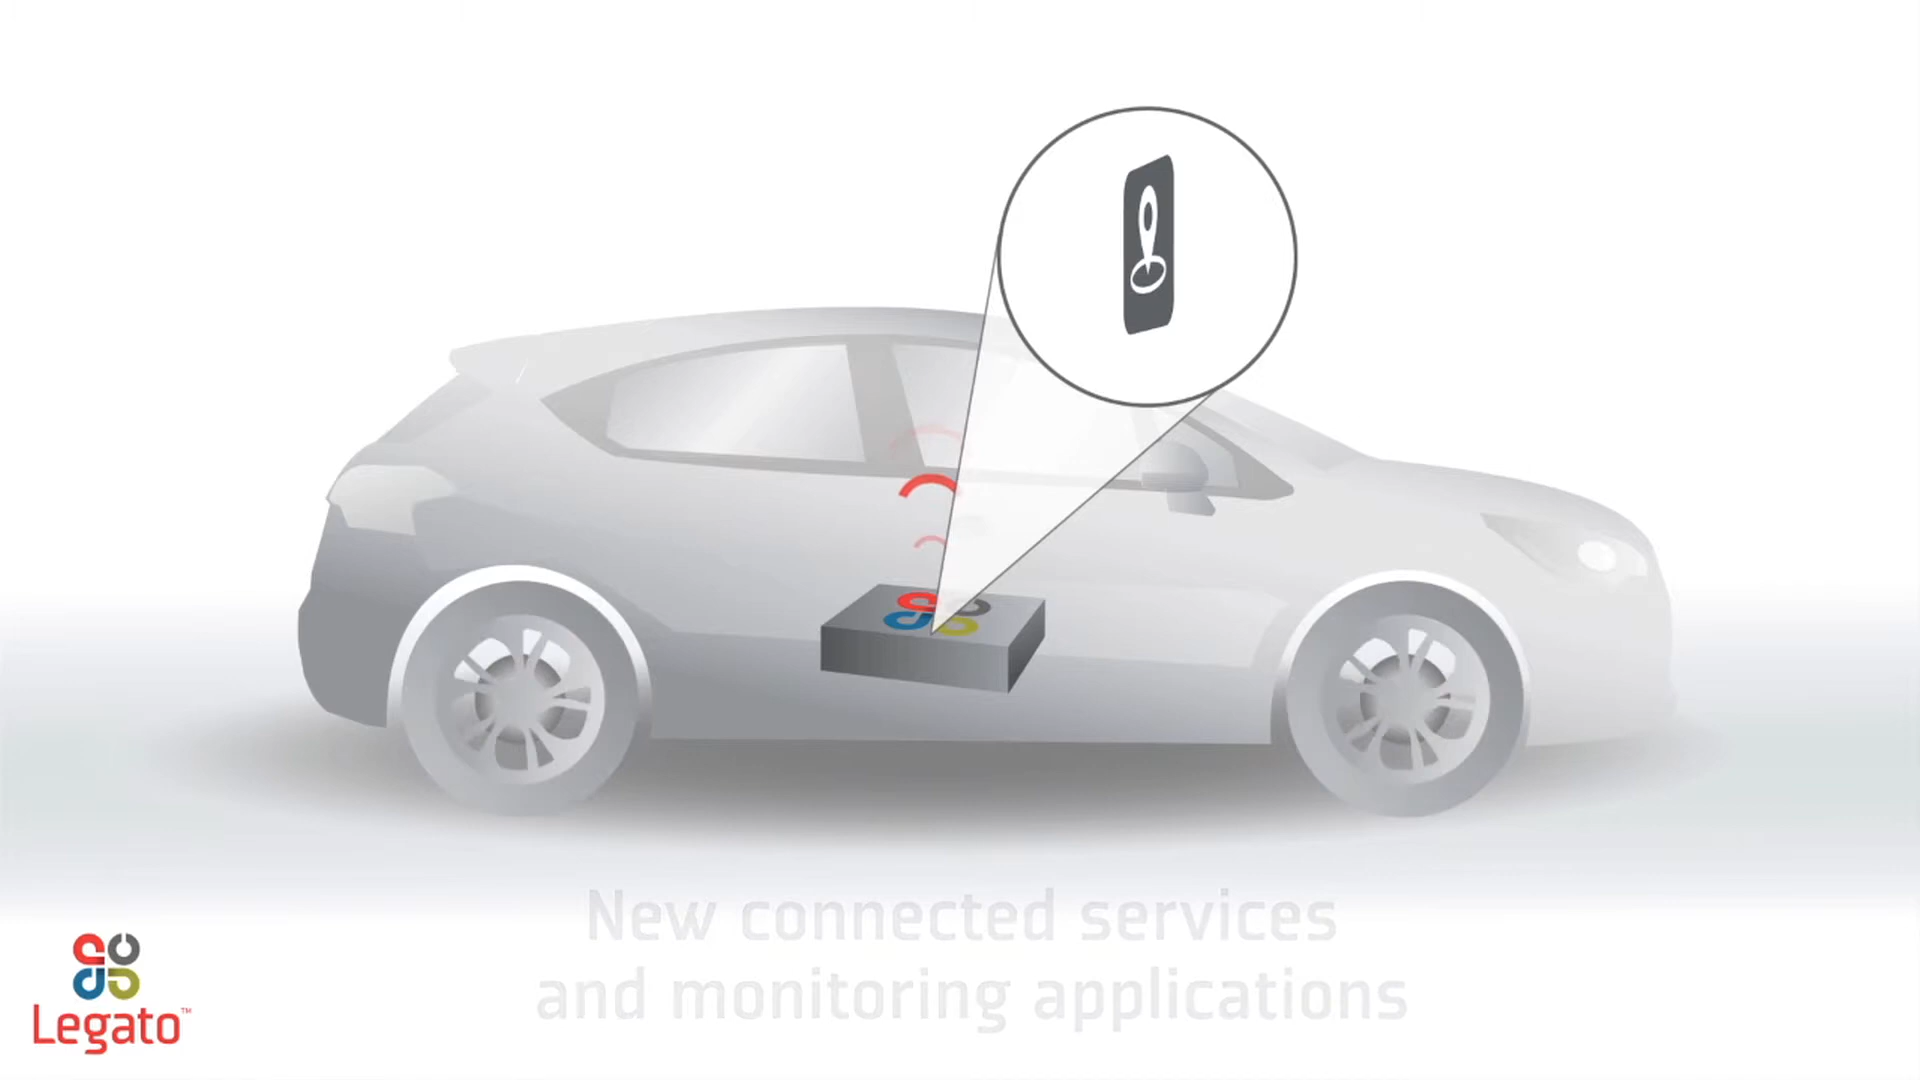 New connected services
and monitoring applications
Legato™